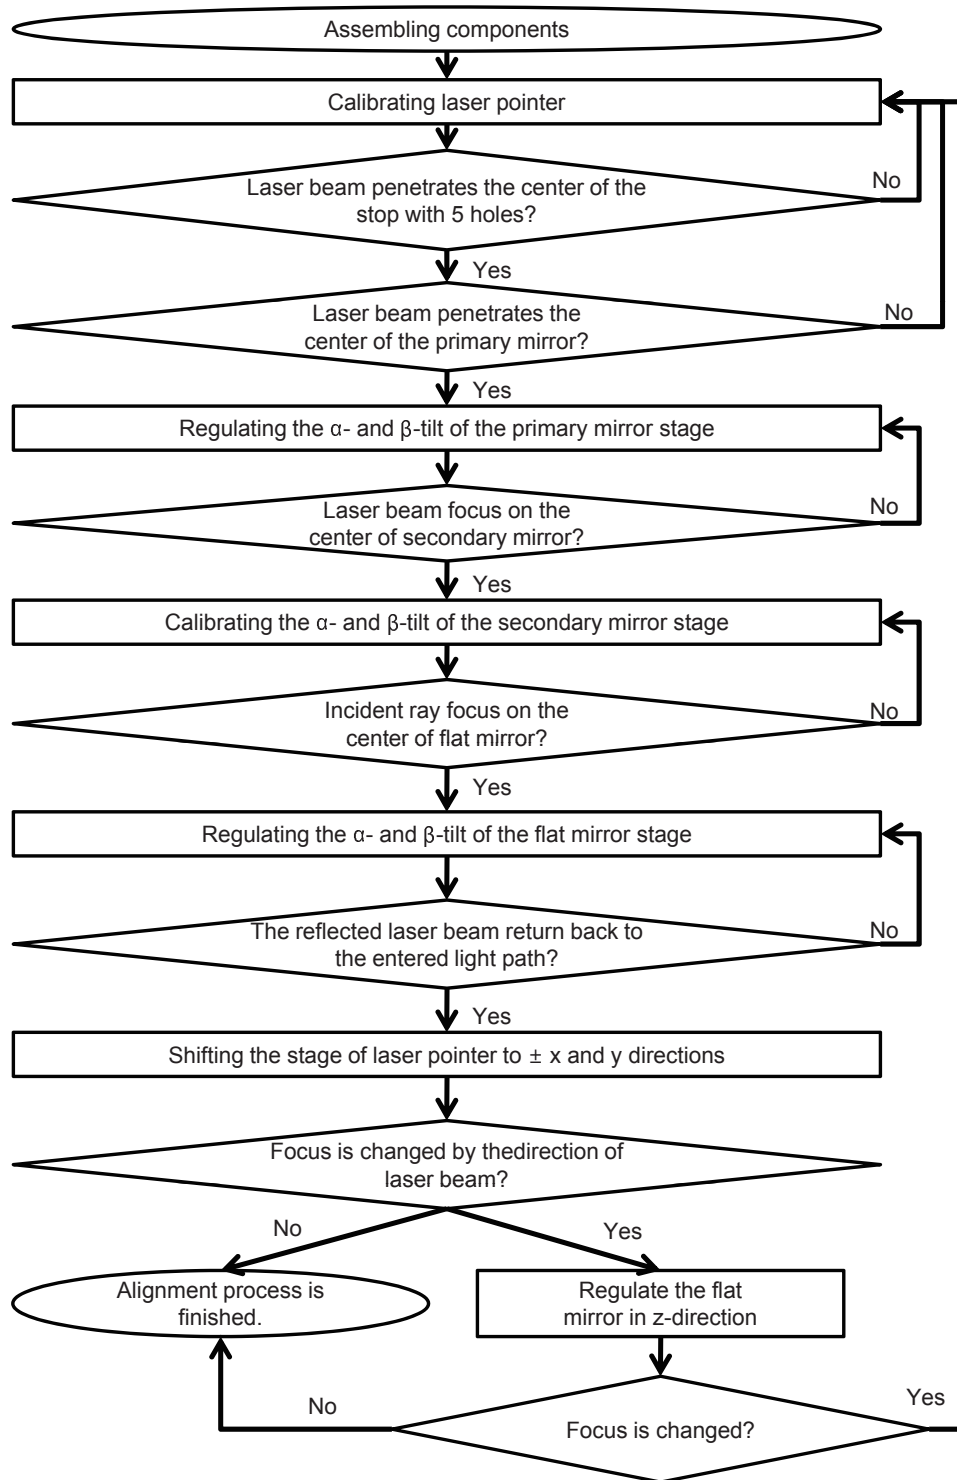 Assembling components
Calibrating laser pointer
Laser beam penetrates the center of the
stop with 5 holes?
No
Yes
Laser beam penetrates the
center of the primary mirror?
No
Yes
Regulating the α- and β-tilt of the primary mirror stage
Laser beam focus on the
center of secondary mirror?
No
Yes
Calibrating the α- and β-tilt of the secondary mirror stage
Incident ray focus on the
center of flat mirror?
No
Yes
Regulating the α- and β-tilt of the flat mirror stage
The reflected laser beam return back to
the entered light path?
No
Yes
Shifting the stage of laser pointer to ± x and y directions
Focus is changed by thedirection of
laser beam?
No
Yes
Alignment process is
finished.
Regulate the flat
mirror in z-direction
No
Yes
Focus is changed?